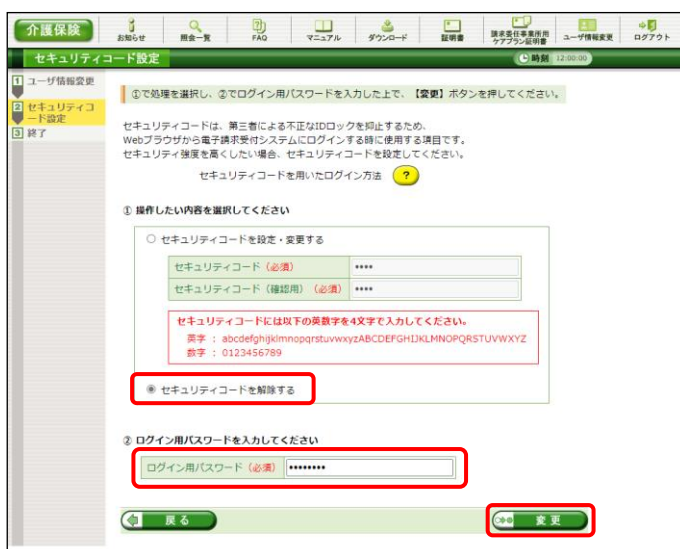 介護保険
お知らせ
照会一覧
FAQ
マニュアル
ダウンロード
証明書
請求委任事業所用
ケアプラン証明書
ユーザ情報変更
ログアウト
セキュリティコード設定
時刻 12:00:00
1 ユーザ情報変更
2 セキュリティコ
ード設定
3 終了
①で処理を選択し、②でログイン用パスワードを入力した上で、【変更】ボタンを押してください。
セキュリティコードは、第三者による不正なIDロックを抑止するため、
Webブラウザから電子請求受付システムにログインする時に使用する項目です。
セキュリティ強度を高くしたい場合、セキュリティコードを設定してください。
セキュリティコードを用いたログイン方法 ?
① 操作したい内容を選択してください
セキュリティコードを設定・変更する
セキュリティコード（必須） ••••
セキュリティコード（確認用）（必須） ••••
セキュリティコードには以下の英数字を4文字で入力してください。
英字 : abcdefghijklmnopqrstuvwxyzABCDEFGHIJKLMNOPQRSTUVWXYZ
数字 : 0123456789
セキュリティコードを解除する
② ログイン用パスワードを入力してください
ログイン用パスワード（必須） ••••••••
戻る
変更